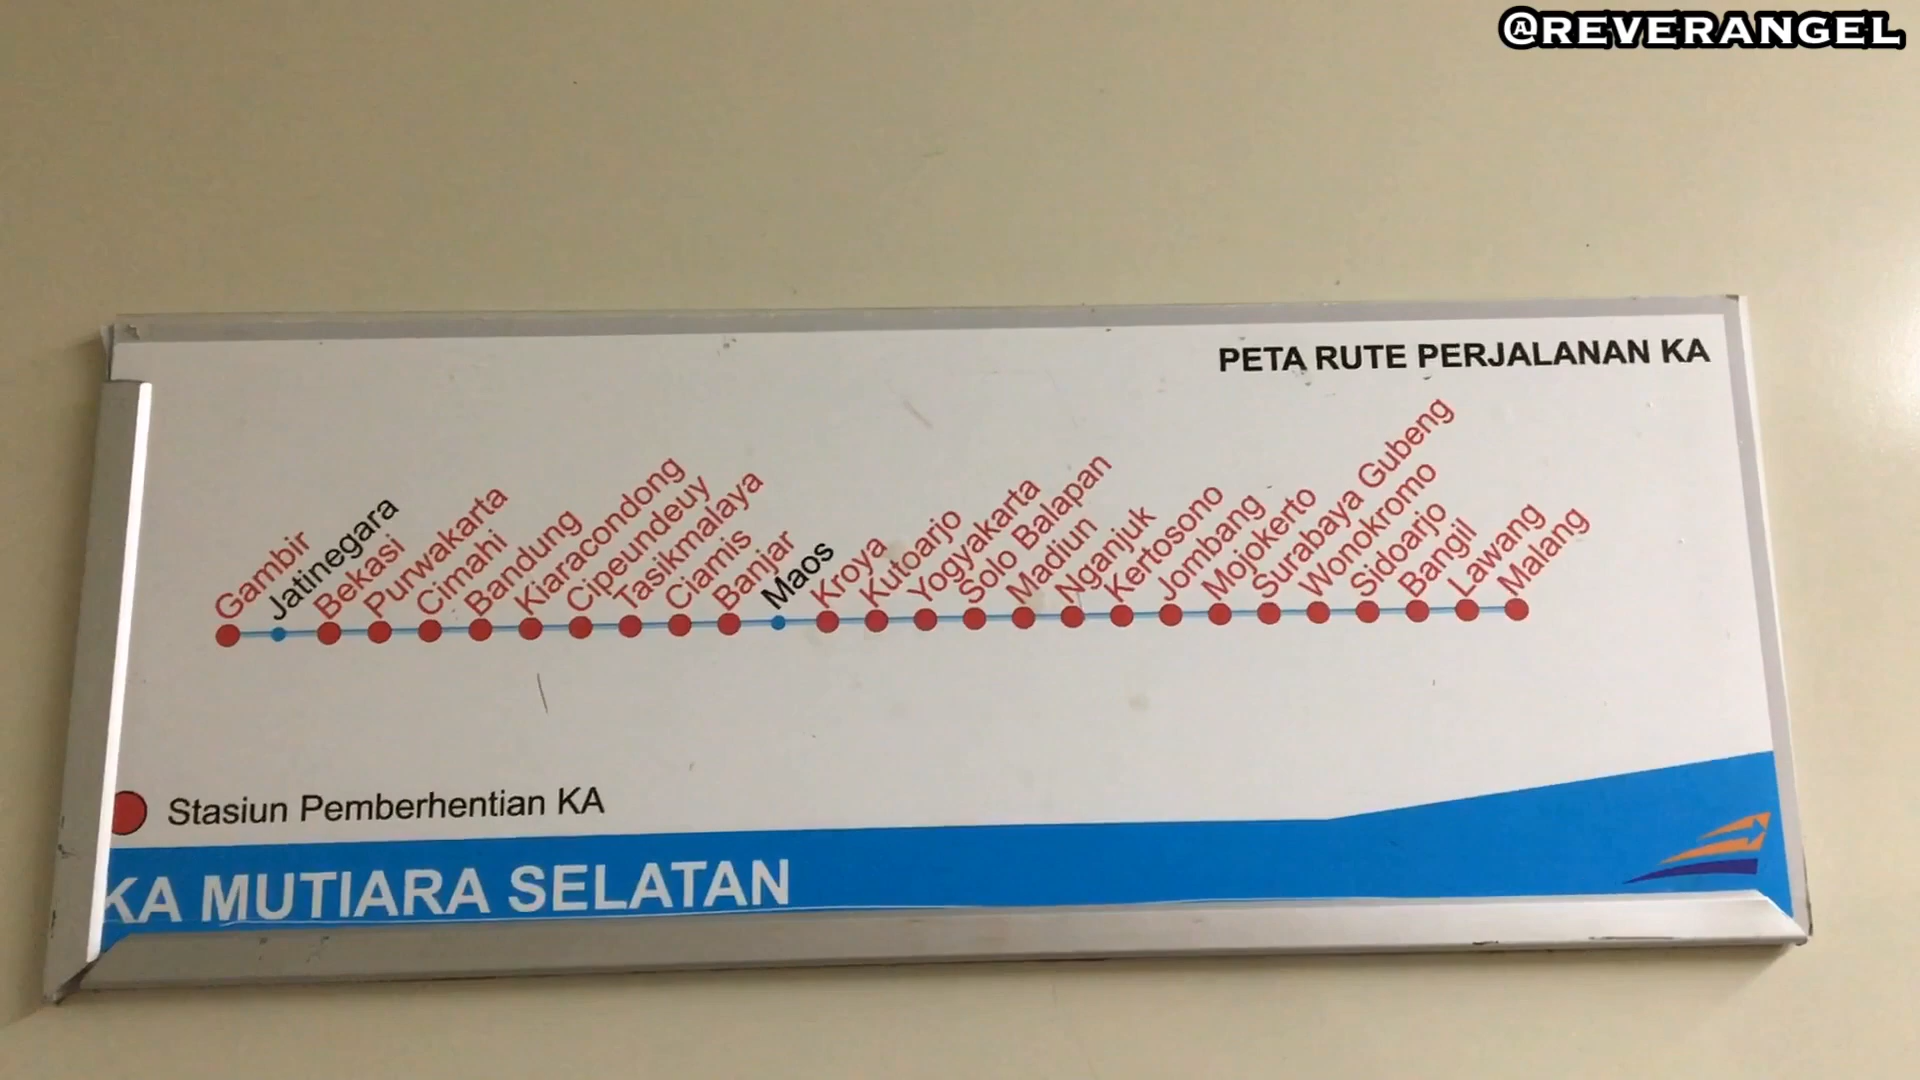 @REVERANGEL
PETA RUTE PERJALANAN KA
Gambir
Jatinegara
Bekasi
Purwakarta
Cimahi
Bandung
Kiaracondong
Cipeundeuy
Tasikmalaya
Ciamis
Banjar
Maos
Kroya
Kutoarjo
Yogyakarta
Solo Balapan
Madiun
Nganjuk
Kertosono
Jombang
Mojokerto
Surabaya Gubeng
Wonokromo
Sidoarjo
Bangil
Lawang
Malang
Stasiun Pemberhentian KA
KA MUTIARA SELATAN